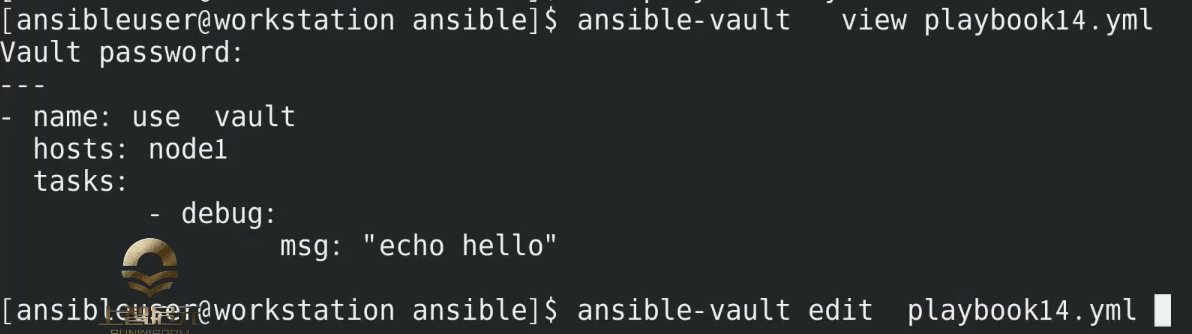 [ansibleuser@workstation ansible]$ ansible-vault   view playbook14.yml
Vault password:
---
- name: use  vault
  hosts: node1
  tasks:
         - debug:
                 msg: "echo hello"
[ansibleuser@workstation ansible]$ ansible-vault edit  playbook14.yml